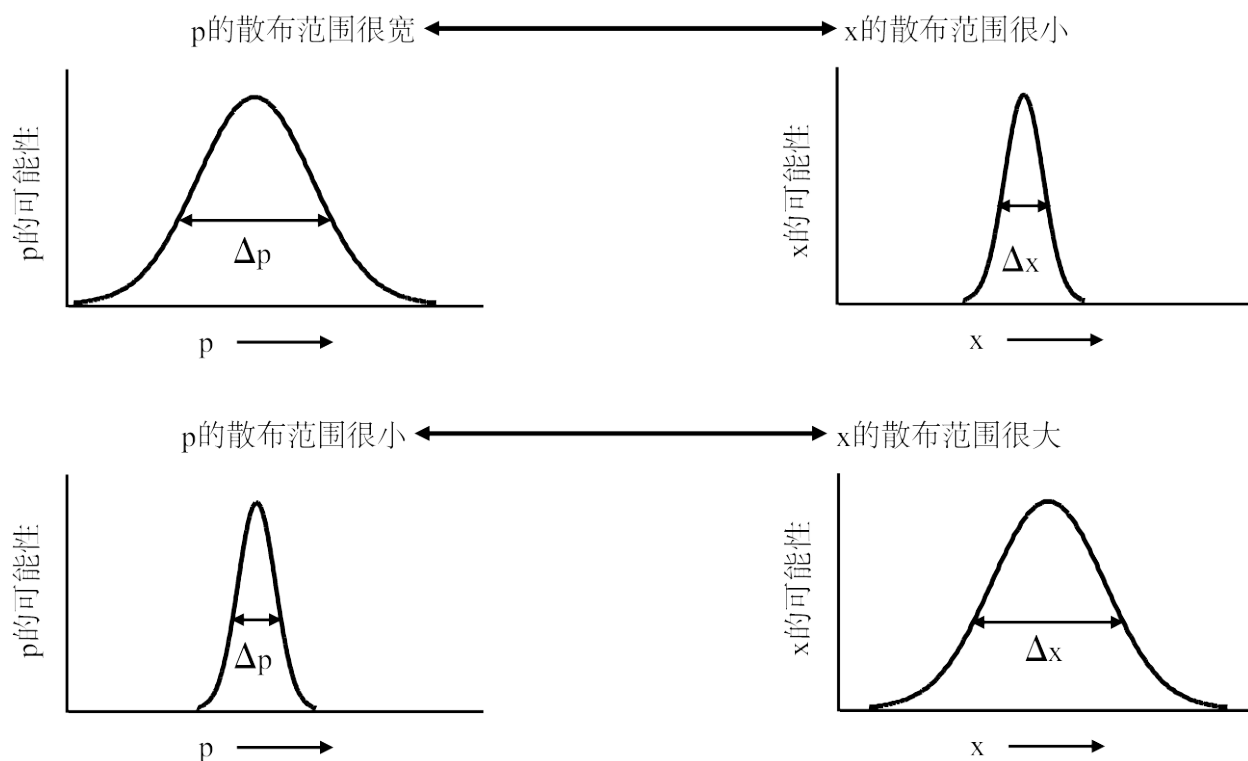 p的散布范围很宽
x的散布范围很小
p的可能性
Δp
p
x的可能性
Δx
x
p的散布范围很小
x的散布范围很大
p的可能性
Δp
p
x的可能性
Δx
x